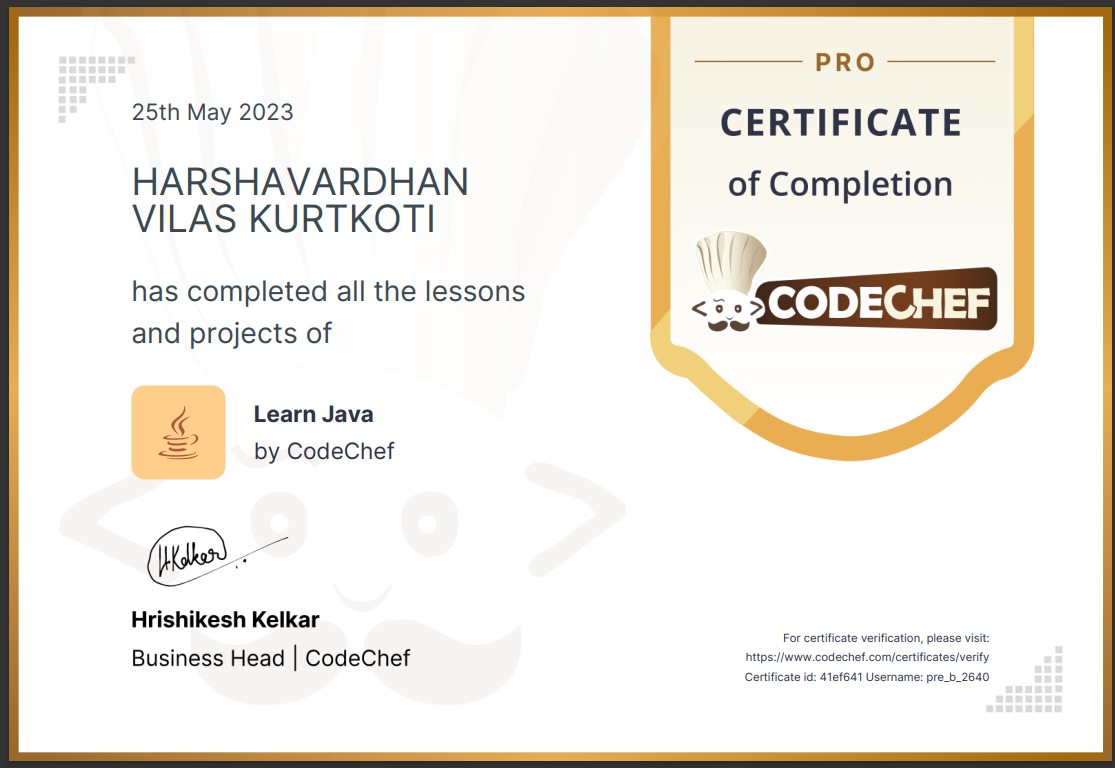 25th May 2023
HARSHAVARDHAN
VILAS KURTKOTI
has completed all the lessons
and projects of
Learn Java
by CodeChef
H.Kelkar
Hrishikesh Kelkar
Business Head | CodeChef
PRO
CERTIFICATE
of Completion
CODECHEF
For certificate verification, please visit:
https://www.codechef.com/certificates/verify
Certificate id: 41ef641 Username: pre_b_2640